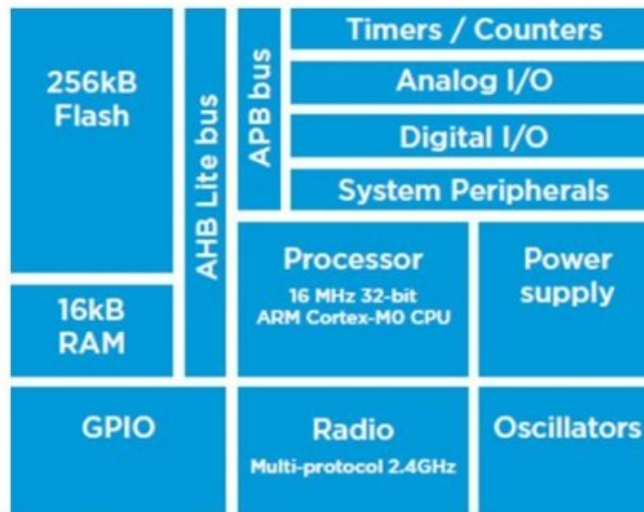 256kB
Flash
16kB
RAM
AHB Lite bus
APB bus
Timers / Counters
Analog I/O
Digital I/O
System Peripherals
Processor
16 MHz 32-bit
ARM Cortex-M0 CPU
Power
supply
GPIO
Radio
Multi-protocol 2.4GHz
Oscillators